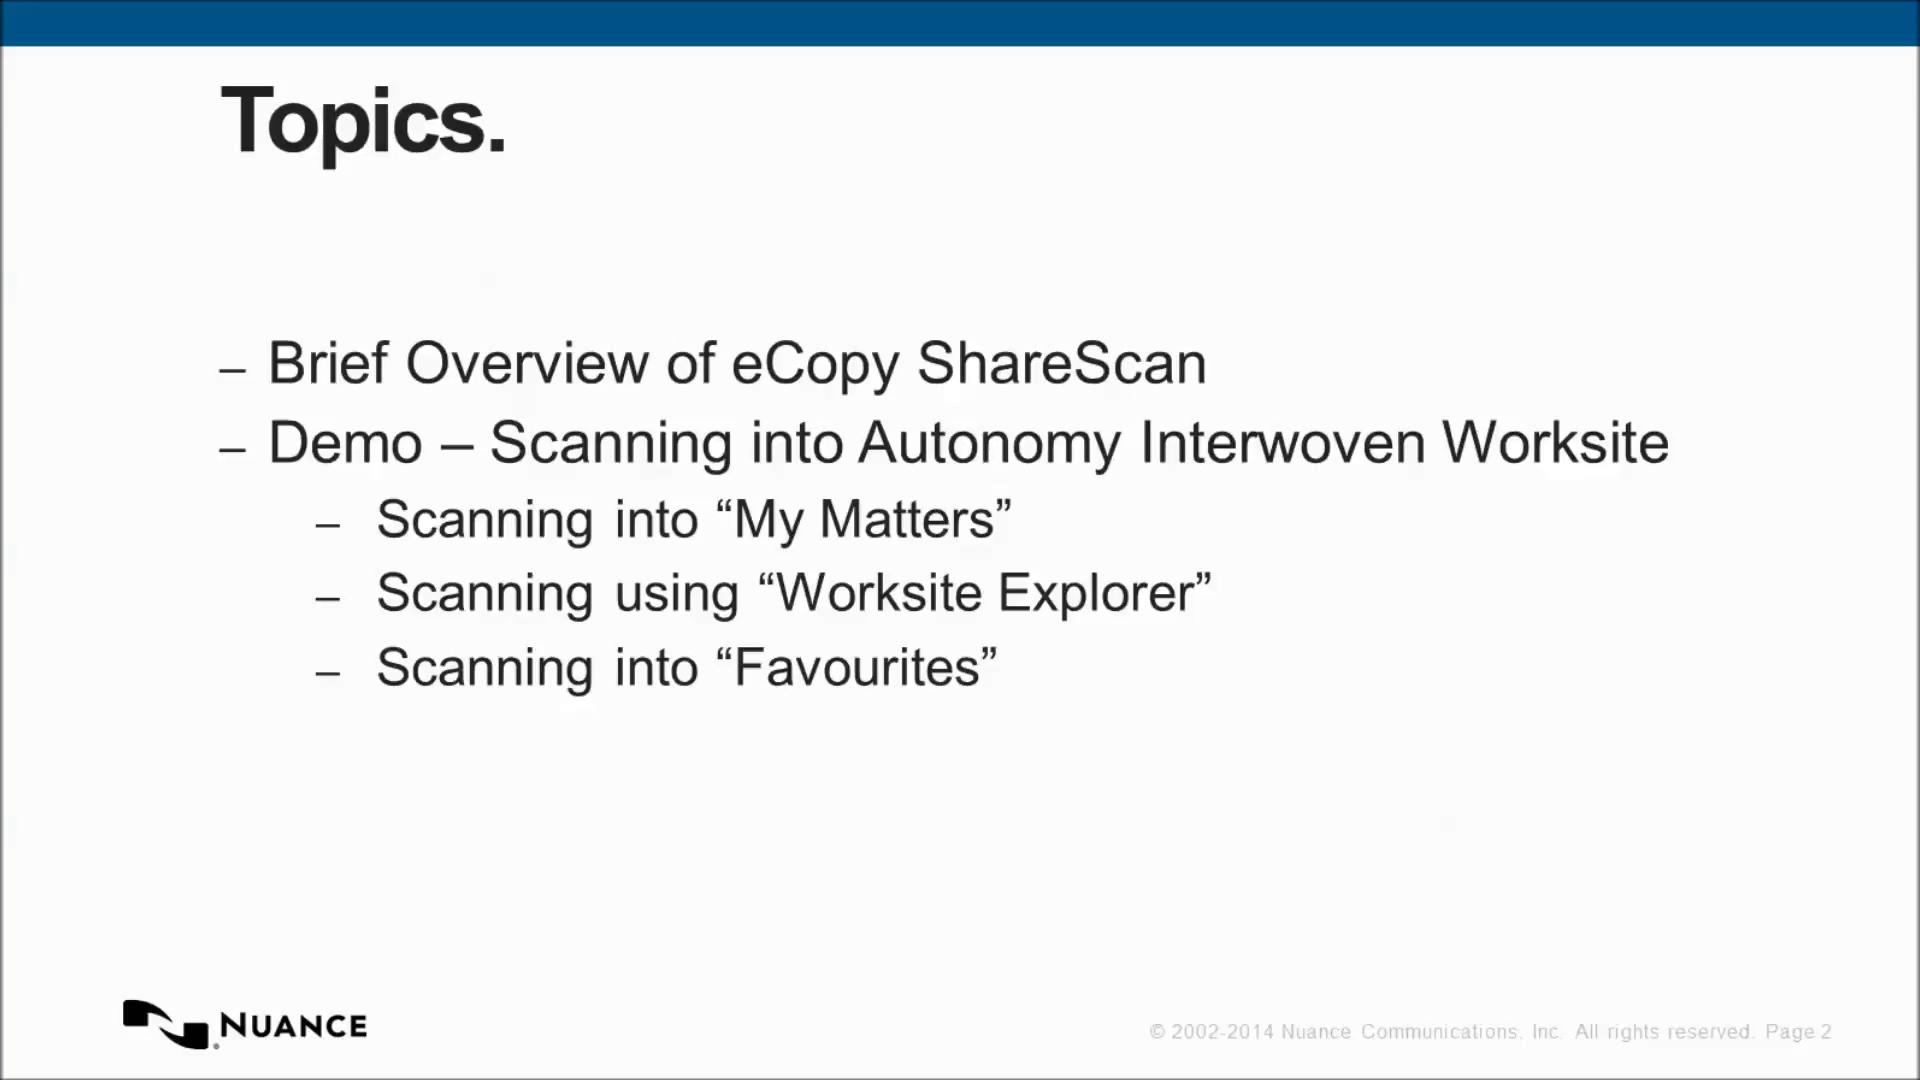 Topics.
– Brief Overview of eCopy ShareScan
– Demo – Scanning into Autonomy Interwoven Worksite
– Scanning into “My Matters”
– Scanning using “Worksite Explorer”
– Scanning into “Favourites”
NUANCE
© 2002-2014 Nuance Communications, Inc. All rights reserved. Page 2